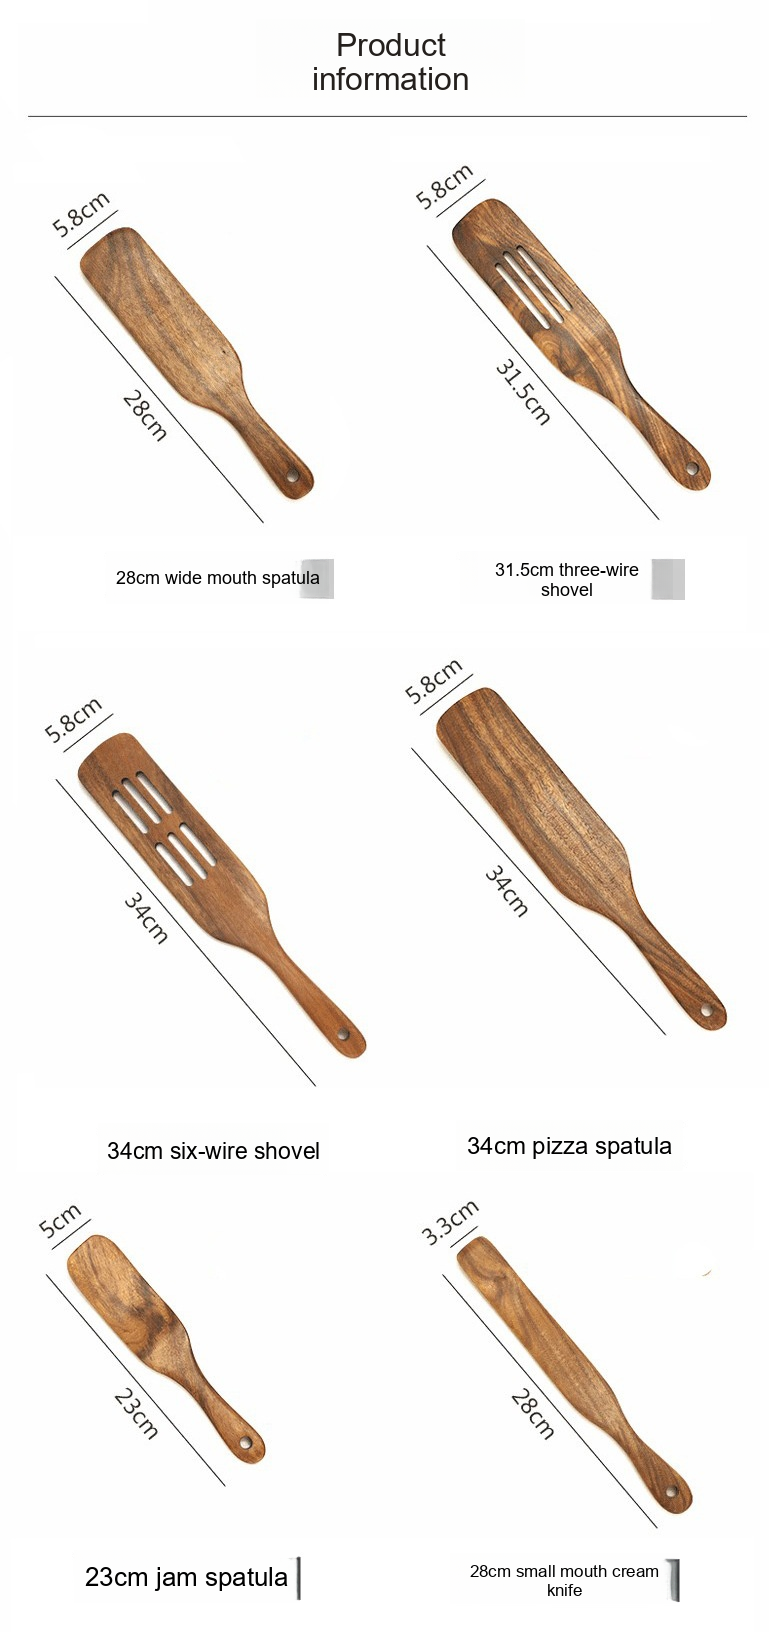 Product
information
5.8cm
28cm
28cm wide mouth spatula
5.8cm
31.5cm
31.5cm three-wire
shovel
5.8cm
34cm
34cm six-wire shovel
5.8cm
34cm
34cm pizza spatula
5cm
23cm
23cm jam spatula
3.3cm
28cm
28cm small mouth cream
knife